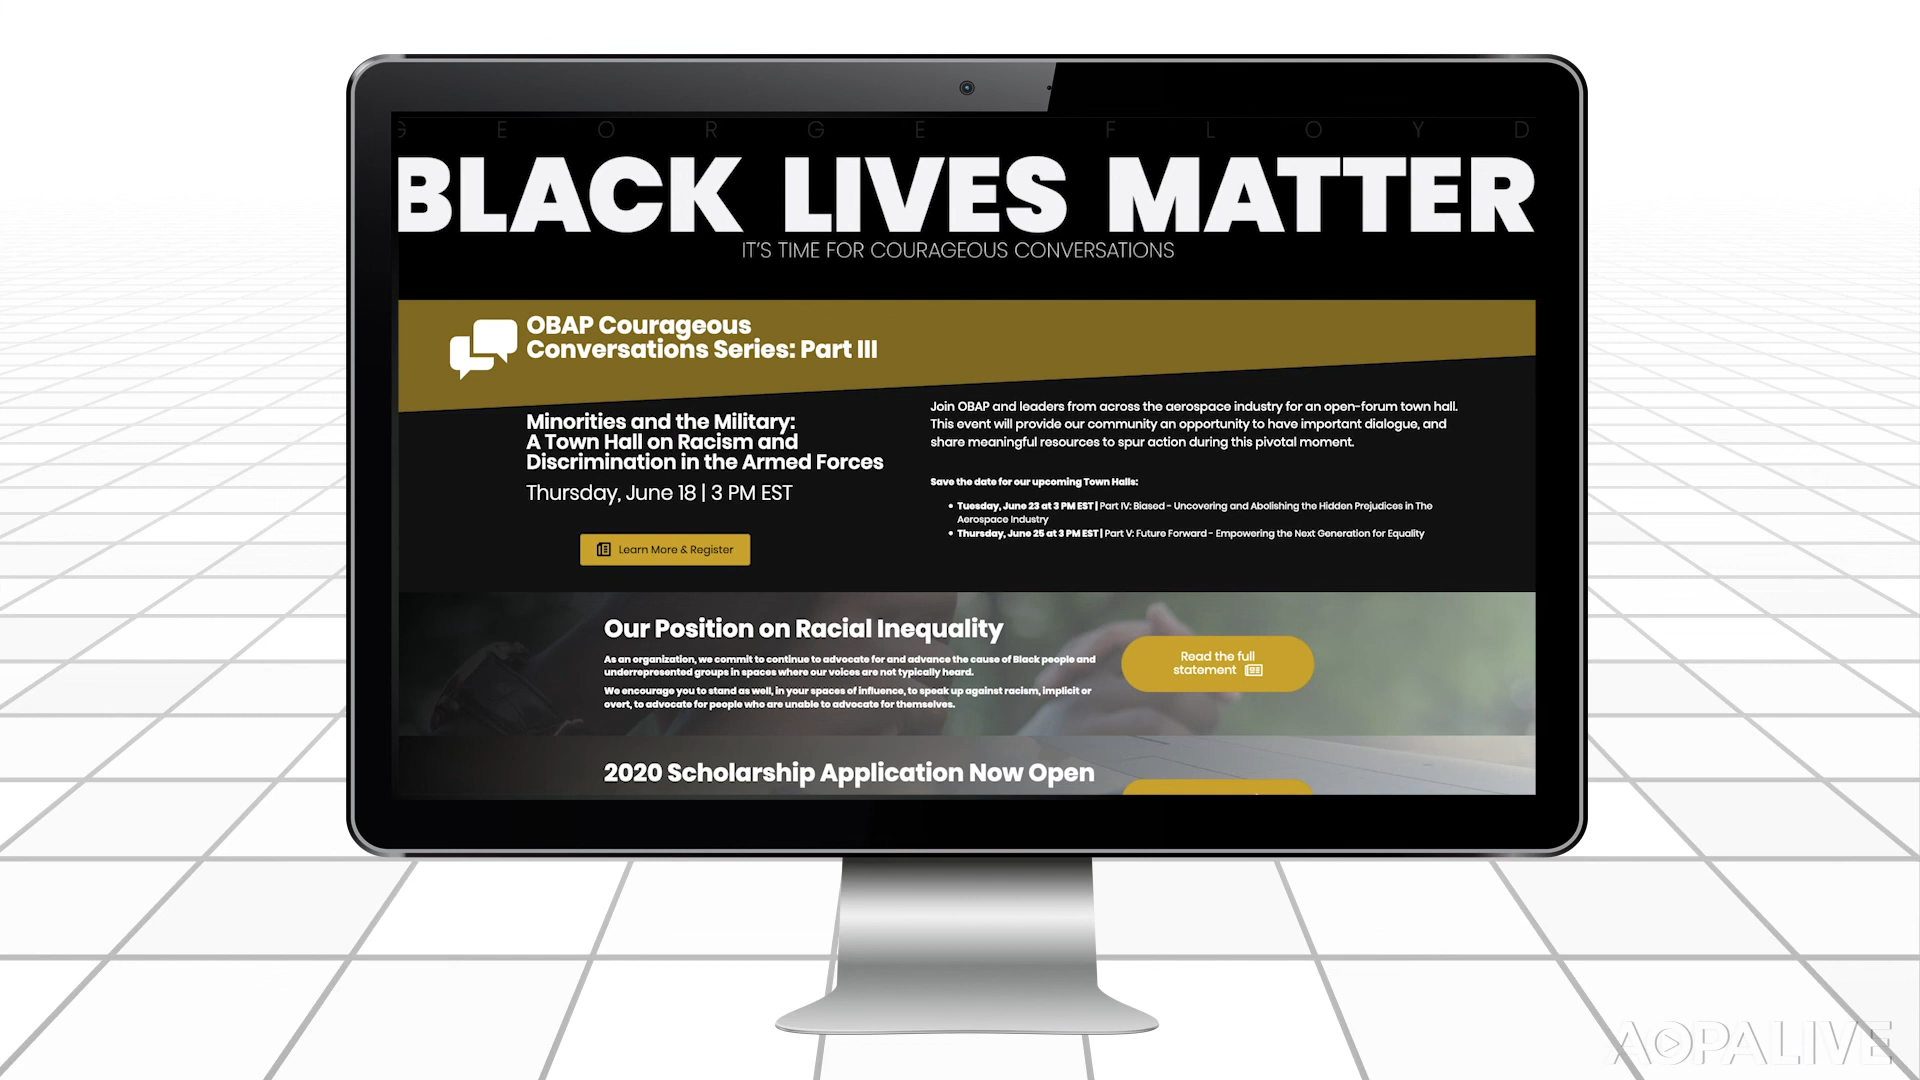 GEORGE FLOYD
BLACK LIVES MATTER
IT'S TIME FOR COURAGEOUS CONVERSATIONS
OBAP Courageous
Conversations Series: Part III
Minorities and the Military:
A Town Hall on Racism and
Discrimination in the Armed Forces
Thursday, June 18 | 3 PM EST
Learn More & Register
Join OBAP and leaders from across the aerospace industry for an open-forum town hall.
This event will provide our community an opportunity to have important dialogue, and
share meaningful resources to spur action during this pivotal moment.
Save the date for our upcoming Town Halls:
• Tuesday, June 23 at 3 PM EST | Part IV: Biased - Uncovering and Abolishing the Hidden Prejudices in The
Aerospace Industry
• Thursday, June 25 at 3 PM EST | Part V: Future Forward - Empowering the Next Generation for Equality
Our Position on Racial Inequality
As an organization, we commit to continue to advocate for and advance the cause of Black people and
underrepresented groups in spaces where our voices are not typically heard.
We encourage you to stand as well, in your spaces of influence, to speak up against racism, implicit or
overt, to advocate for people who are unable to advocate for themselves.
Read the full
statement
2020 Scholarship Application Now Open
AOPALIVE